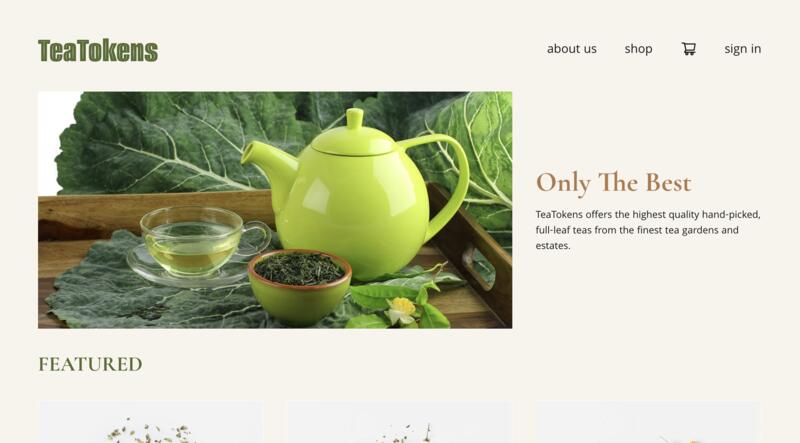 TeaTokens
about us
shop
sign in
Only The Best
TeaTokens offers the highest quality hand-picked,
full-leaf teas from the finest tea gardens and
estates.
FEATURED